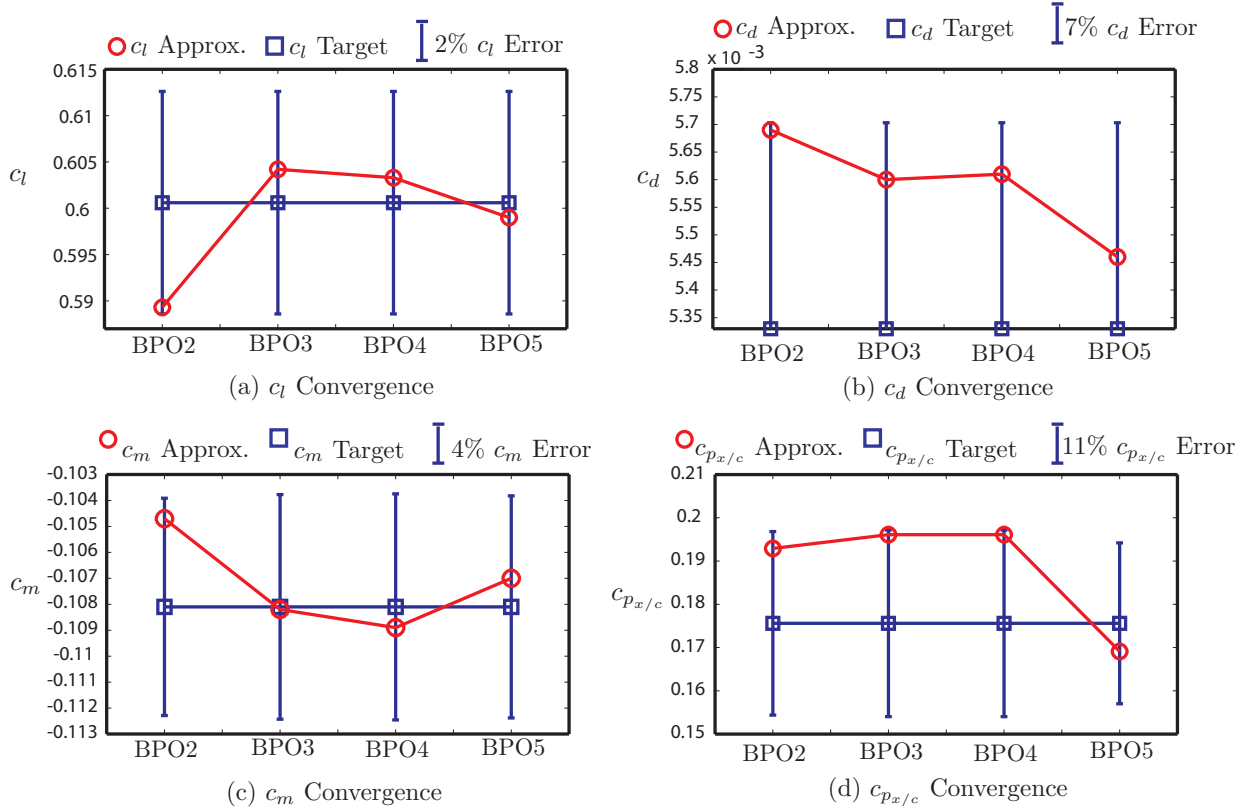 c_l Approx. c_l Target 2% c_l Error
0.615
0.61
0.605
0.6
0.595
0.59
c_l
BPO2 BPO3 BPO4 BPO5
(a) c_l Convergence
c_d Approx. c_d Target 7% c_d Error
x 10⁻³
5.8
5.75
5.7
5.65
5.6
5.55
5.5
5.45
5.4
5.35
c_d
BPO2 BPO3 BPO4 BPO5
(b) c_d Convergence
c_m Approx. c_m Target 4% c_m Error
-0.103
-0.104
-0.105
-0.106
-0.107
-0.108
-0.109
-0.11
-0.111
-0.112
-0.113
c_m
BPO2 BPO3 BPO4 BPO5
(c) c_m Convergence
c_{p_{x/c}} Approx. c_{p_{x/c}} Target 11% c_{p_{x/c}} Error
0.21
0.2
0.19
0.18
0.17
0.16
0.15
c_{p_{x/c}}
BPO2 BPO3 BPO4 BPO5
(d) c_{p_{x/c}} Convergence